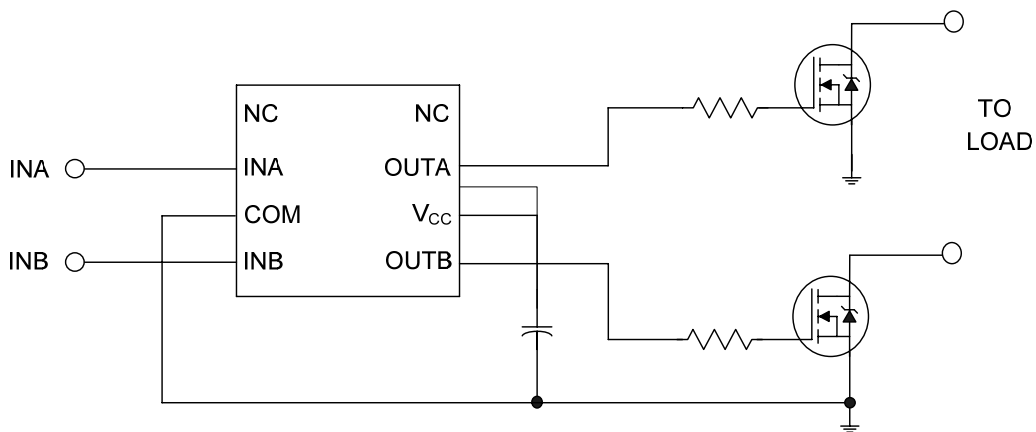 NC NC
TO
LOAD
INA INA OUTA
COM VCC
INB INB OUTB